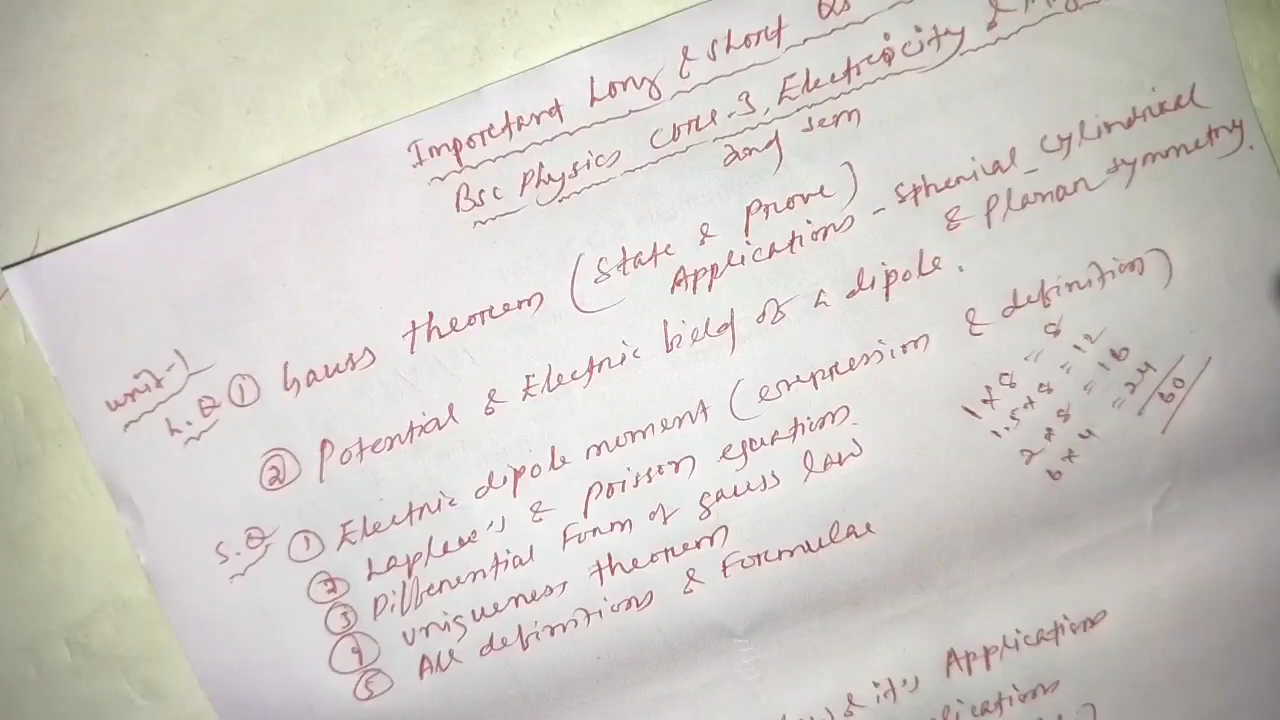 Important Long & short Qs
Bsc Physics Core-3, Electricity &
2nd sem
Unit-1
L.Q ① Gauss theorem (State & Prove)
Applications - Spherical, Cylindrical
& Planar symmetry.
② Potential & Electric field of a dipole.
S.Q ① Electric dipole moment (expression & definition)
② Laplace's & poisson equation.
③ Differential Form of gauss law
④ Uniqueness theorem
⑤ All definitions & Formulae
1 × 8 = 8
1.5 × 8 = 12
2 × 8 = 16
6 × 4 = 24
60
& it's Applications